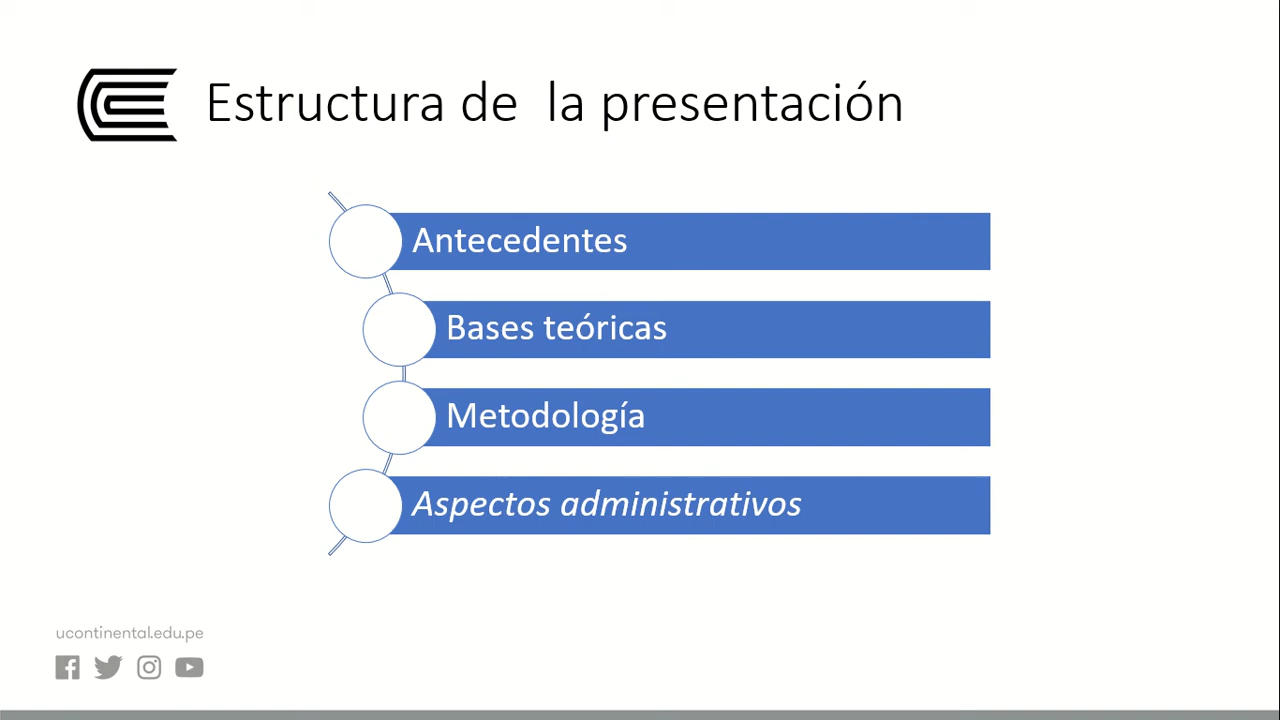 Estructura de la presentación
Antecedentes
Bases teóricas
Metodología
Aspectos administrativos
ucontinental.edu.pe